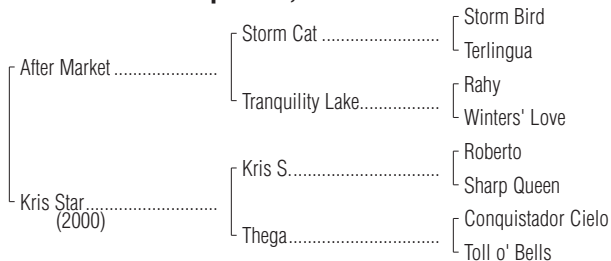 Storm Bird
Storm Cat ......................
Terlingua
After Market ....................
Rahy
Tranquility Lake...............
Winters' Love
Roberto
Kris S. ...........................
Sharp Queen
Kris Star.........................
(2000)
Conquistador Cielo
Thega.............................
Toll o' Bells